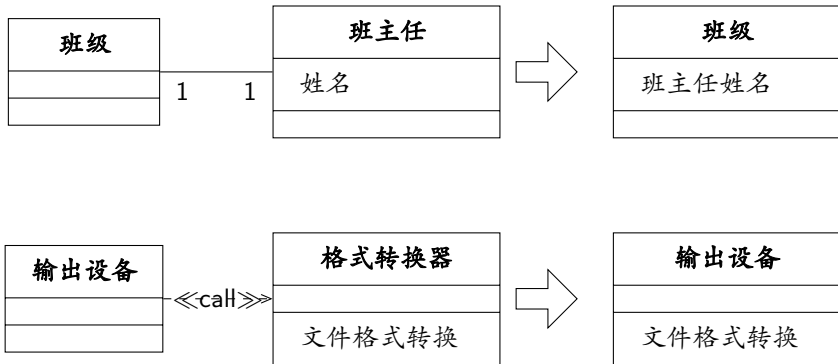 班级
班主任
班级
姓名
班主任姓名
1
1
输出设备
格式转换器
输出设备
≪call≫
文件格式转换
文件格式转换